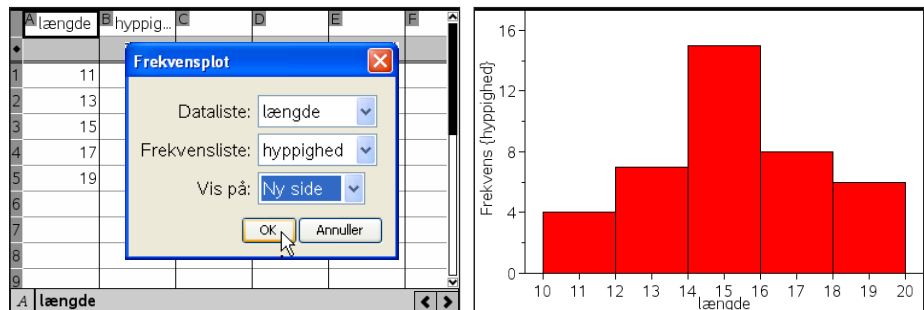 A længde B hyppig... C D E F
◆
Frekvensplot
1 11
2 13
Dataliste: længde
3 15
4 17
Frekvensliste: hyppighed
5 19
Vis på: Ny side
6
7
OK Annuller
8
9
A længde
Frekvens {hyppighed}
16
12
8
4
0
10 11 12 13 14 15 16 17 18 19 20
længde